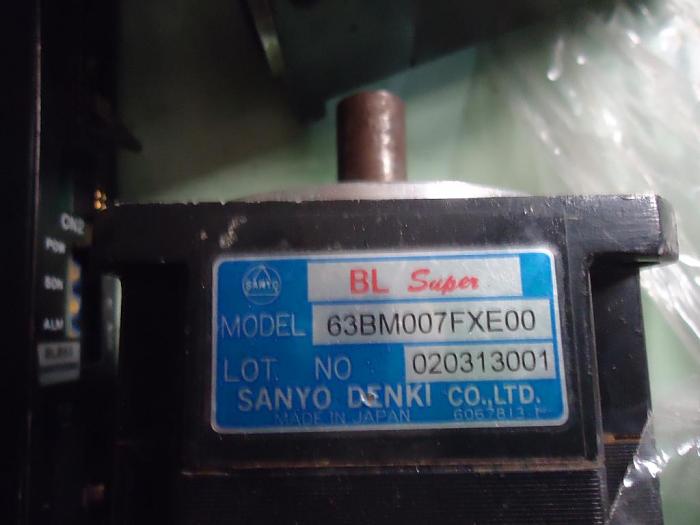 CN2
POW
SON
ALM
SANYO
BL Super
MODEL 63BM007FXE00
LOT. NO 020313001
SANYO DENKI CO.,LTD.
MADE IN JAPAN